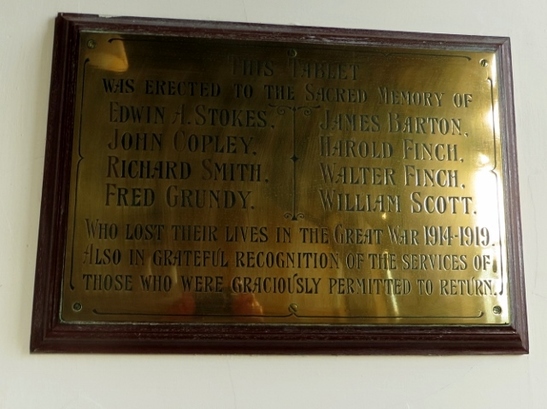 THIS TABLET
WAS ERECTED TO THE SACRED MEMORY OF
EDWIN A. STOKES.
JOHN COPLEY.
RICHARD SMITH.
FRED GRUNDY.
JAMES BARTON.
HAROLD FINCH.
WALTER FINCH.
WILLIAM SCOTT.
WHO LOST THEIR LIVES IN THE GREAT WAR 1914-1919.
ALSO IN GRATEFUL RECOGNITION OF THE SERVICES OF
THOSE WHO WERE GRACIOUSLY PERMITTED TO RETURN.